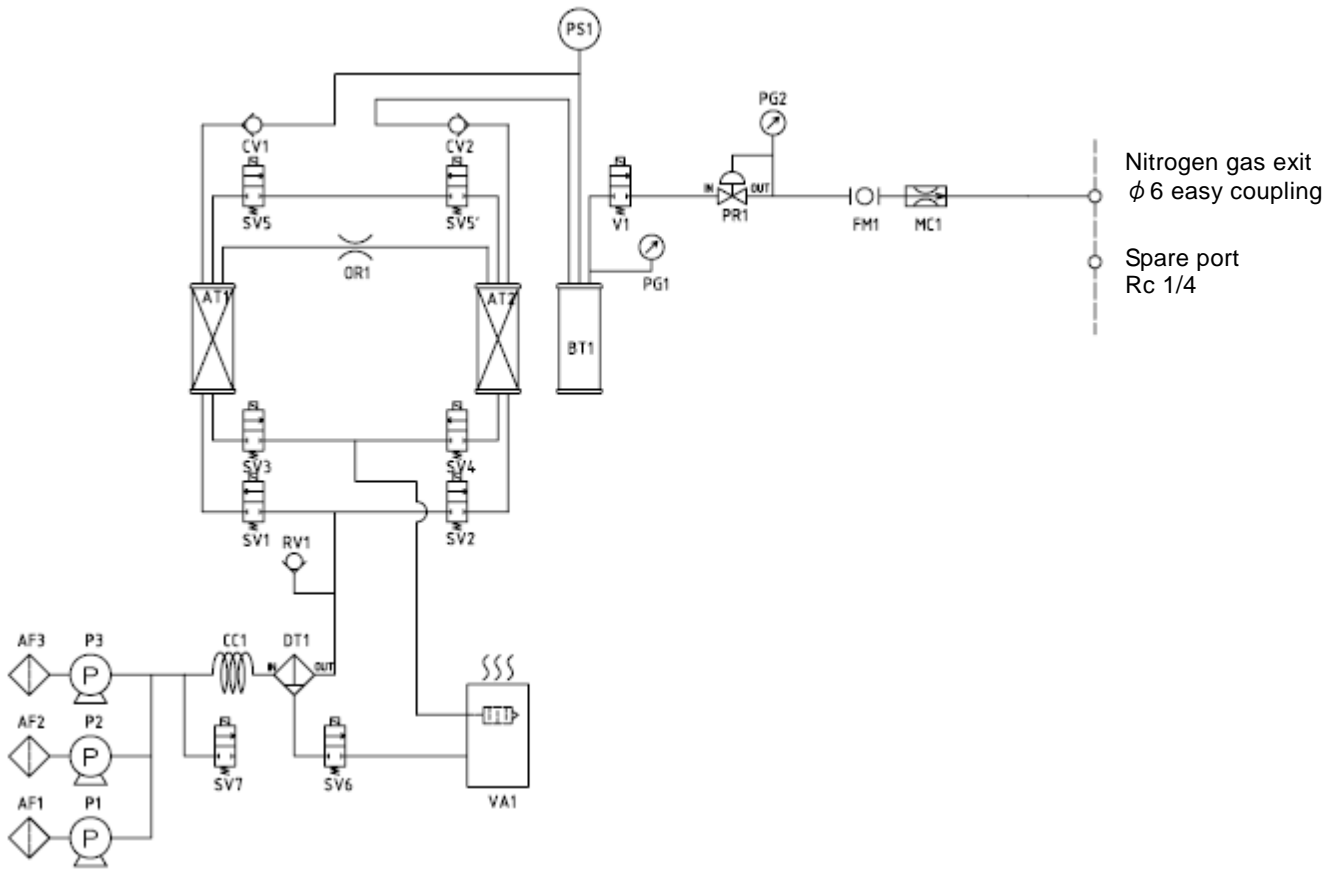 PS1
PG2
CV1
CV2
Nitrogen gas exit
φ6 easy coupling
SV5
SV5'
V1
IN
OUT
PR1
FM1
MC1
OR1
PG1
Spare port
Rc 1/4
AT1
AT2
BT1
SV3
SV4
SV1
SV2
RV1
AF3
P3
CC1
DT1
IN
OUT
P
AF2
P2
P
SV7
SV6
VA1
AF1
P1
P